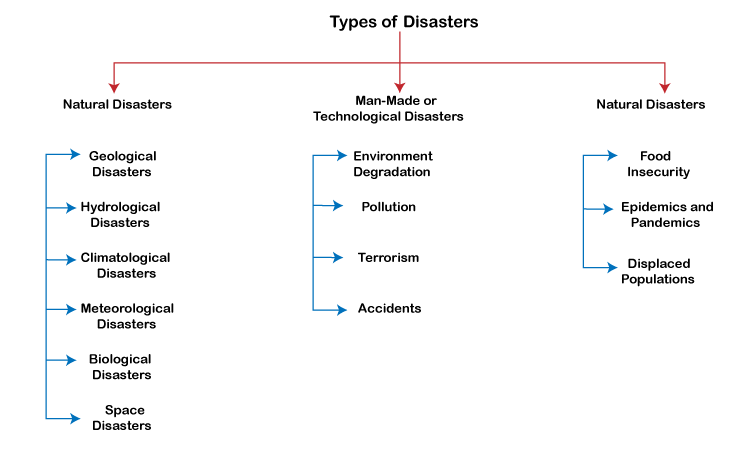 Types of Disasters
Natural Disasters
Geological
Disasters
Hydrological
Disasters
Climatological
Disasters
Meteorological
Disasters
Biological
Disasters
Space
Disasters
Man-Made or
Technological Disasters
Environment
Degradation
Pollution
Terrorism
Accidents
Natural Disasters
Food
Insecurity
Epidemics and
Pandemics
Displaced
Populations